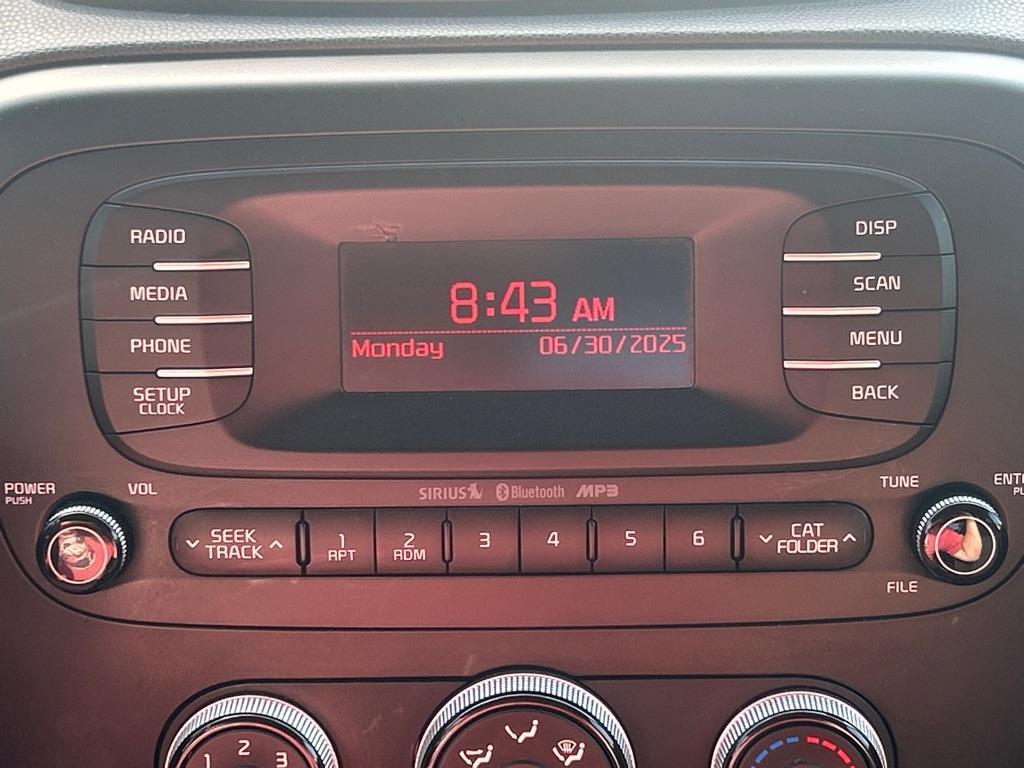 RADIO
MEDIA
PHONE
SETUP
CLOCK
8:43 AM
Monday 06/30/2025
DISP
SCAN
MENU
BACK
POWER
PUSH
VOL
SIRIUS Bluetooth MP3
TUNE
SEEK
TRACK
1
RPT
2
RDM
3
4
5
6
CAT
FOLDER
FILE
1 2 3